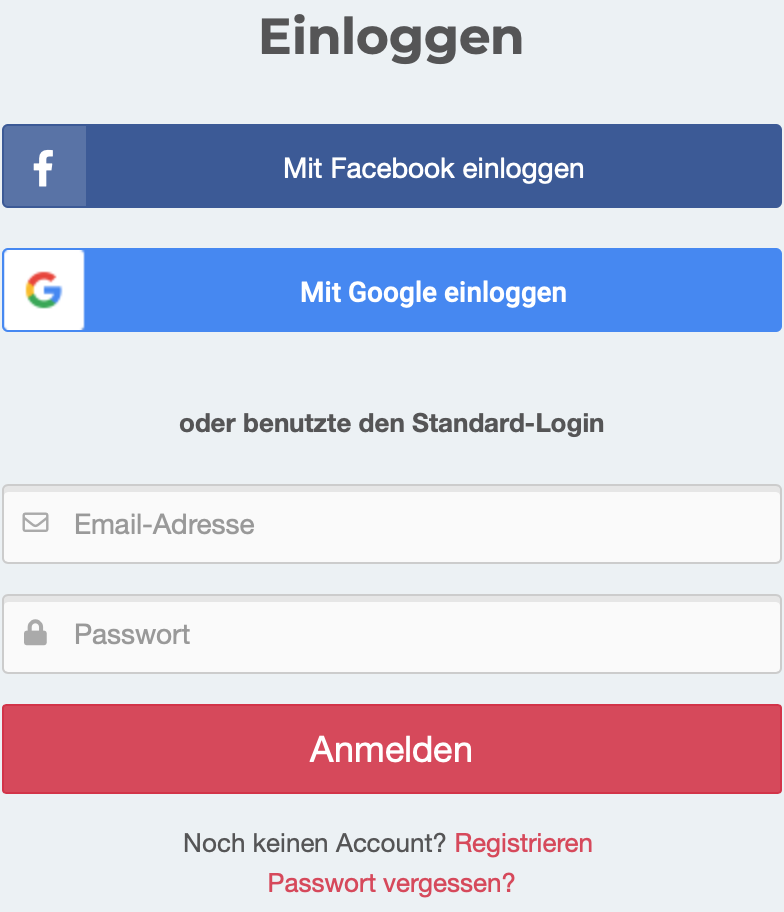 Einloggen
Mit Facebook einloggen
Mit Google einloggen
oder benutzte den Standard-Login
Email-Adresse
Passwort
Anmelden
Noch keinen Account? Registrieren
Passwort vergessen?